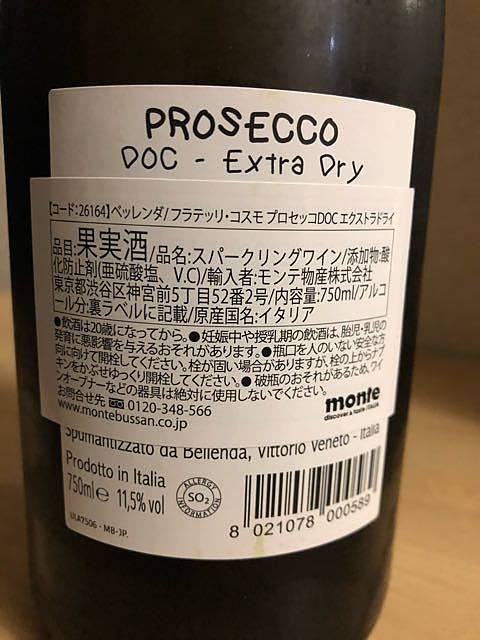 PROSECCO
DOC - Extra Dry
【コード:26164】ベッレンダ/ フラテッリ・コスモ プロセッコDOC エクストラドライ
品目:果実酒/品名:スパークリングワイン/添加物:酸
化防止剤(亜硫酸塩、V.C)/輸入者:モンテ物産株式会社
東京都渋谷区神宮前5丁目52番2号/内容量:750ml/アルコ
ール分:裏ラベルに記載/原産国名:イタリア
●飲酒は20歳になってから。●妊娠中や授乳期の飲酒は、胎児・乳児の
発育に悪影響を与えるおそれがあります。●瓶口を人のいない安全な方
向に向けて開栓してください。栓が固い場合がありますが、栓の上からナプ
キンをかぶせゆっくり開栓してください。●破瓶のおそれがあるため、ワイ
ンオープナーなどの器具は絶対に使用しないでください。
お問合せ先 0120-348-566
www.montebussan.co.jp
monte
discover & taste ITALIA
Spumantizzato da Bellenda, Vittorio Veneto - Italia
Prodotto in Italia
750ml e 11,5% vol
ALLERGY
SO2
INFORMATION
ULA7506 - MB-JP.
8 021078 000589